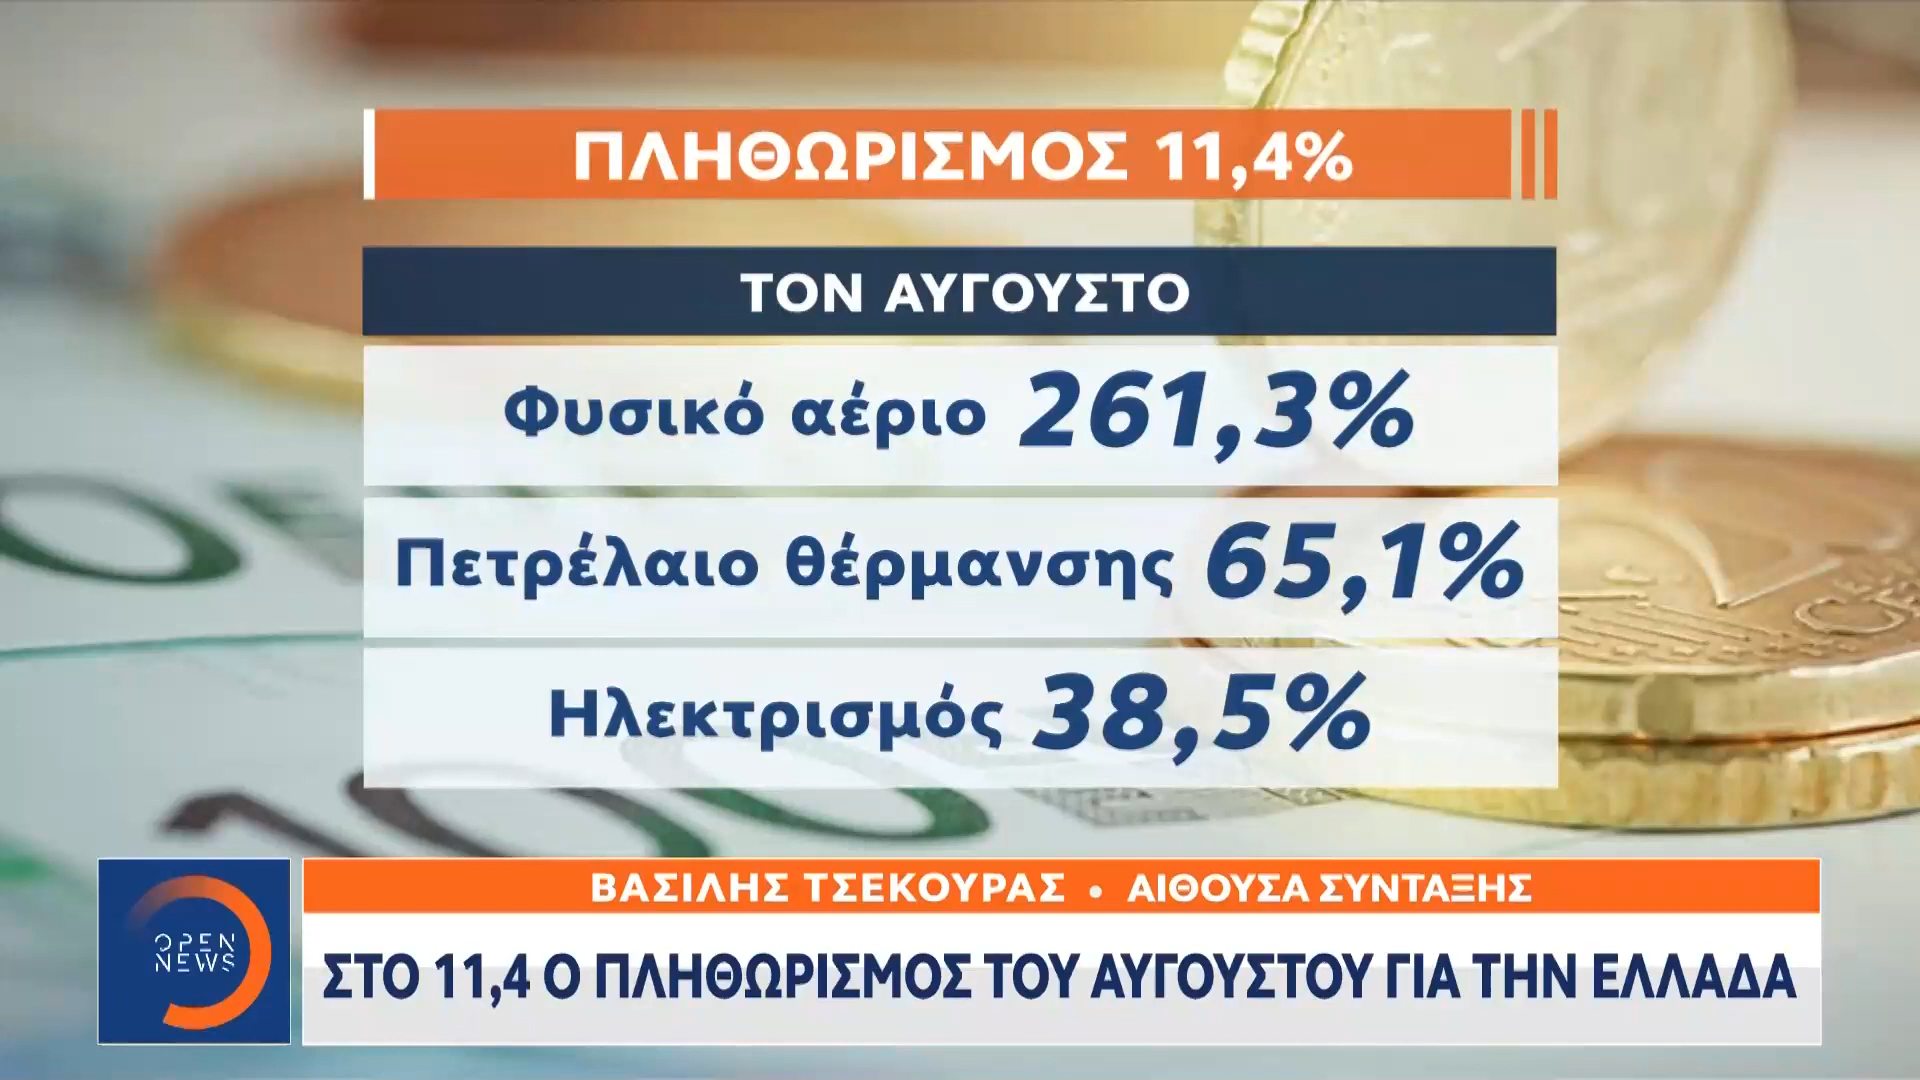 ΠΛΗΘΩΡΙΣΜΟΣ 11,4%
ΤΟΝ ΑΥΓΟΥΣΤΟ
Φυσικό αέριο 261,3%
Πετρέλαιο θέρμανσης 65,1%
Ηλεκτρισμός 38,5%
100
ΒΑΣΙΛΗΣ ΤΣΕΚΟΥΡΑΣ • ΑΙΘΟΥΣΑ ΣΥΝΤΑΞΗΣ
OPEN
NEWS
ΣΤΟ 11,4 Ο ΠΛΗΘΩΡΙΣΜΟΣ ΤΟΥ ΑΥΓΟΥΣΤΟΥ ΓΙΑ ΤΗΝ ΕΛΛΑΔΑ